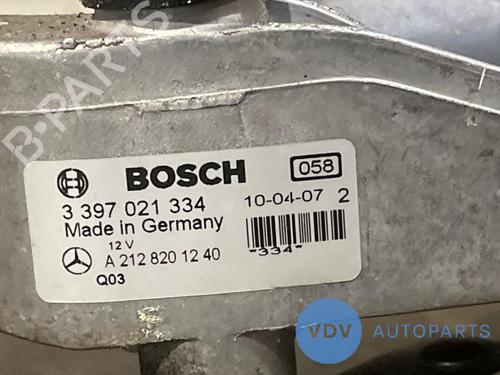 B-PARTS
BOSCH 058
3 397 021 334 10-04-07 2
Made in Germany
12 V *334*
A 212 820 12 40
Q03
VDV AUTOPARTS